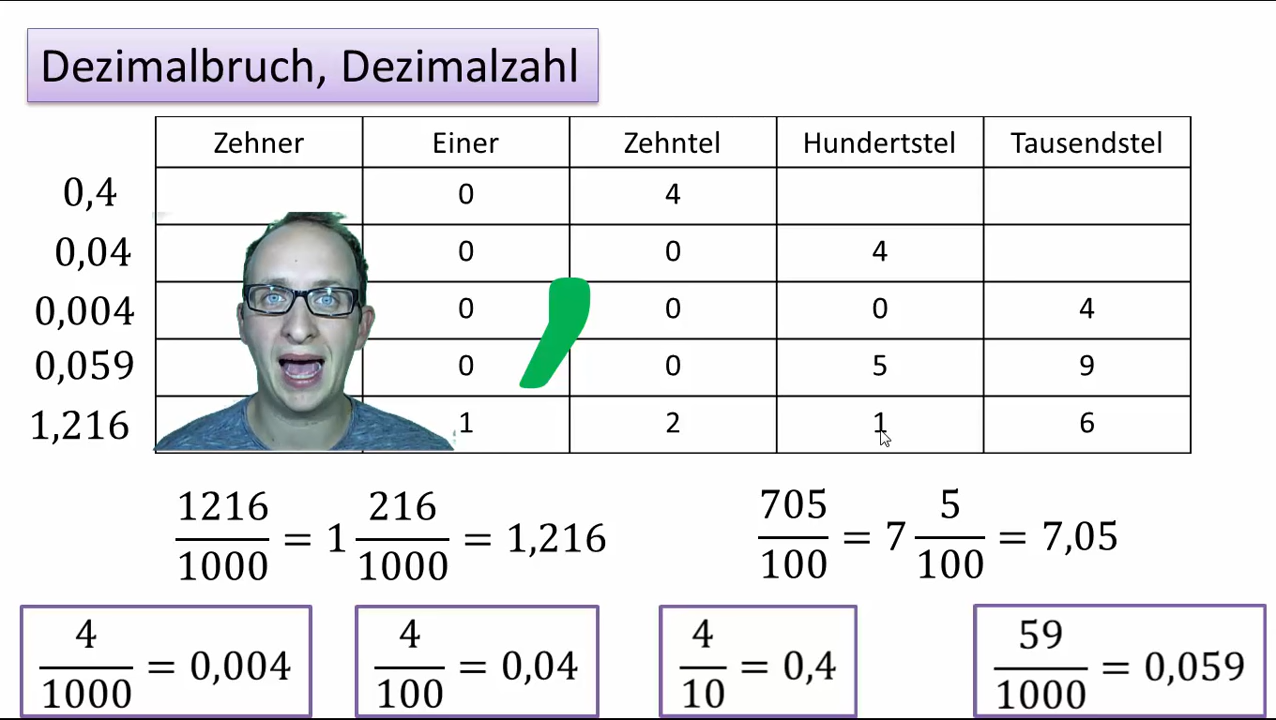 Dezimalbruch, Dezimalzahl
Zehner Einer Zehntel Hundertstel Tausendstel
0,4 0 4
0,04 0 0 4
0,004 0 0 0 4
0,059 0 0 5 9
1,216 1 2 1 6
,
1216/1000 = 1 216/1000 = 1,216
705/100 = 7 5/100 = 7,05
4/1000 = 0,004
4/100 = 0,04
4/10 = 0,4
59/1000 = 0,059